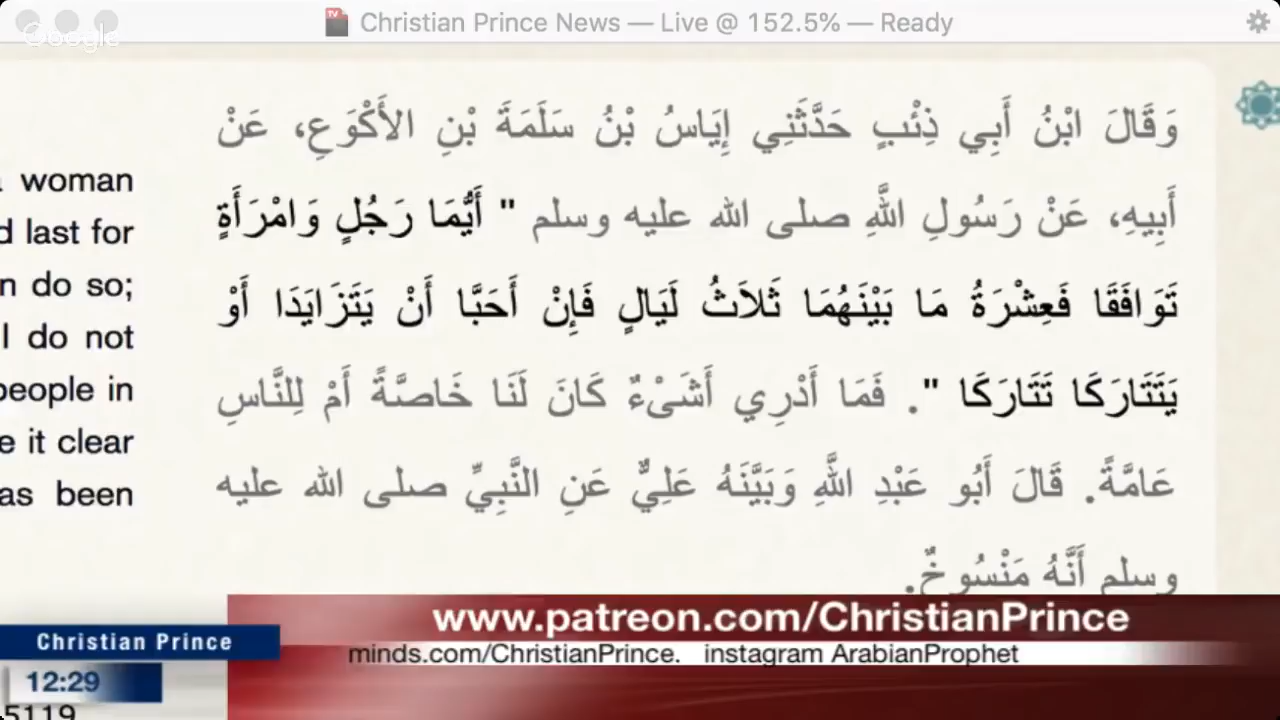 Christian Prince News — Live @ 152.5% — Ready
Google
وَقَالَ ابْنُ أَبِي ذِئْبٍ حَدَّثَنِي إِيَاسُ بْنُ سَلَمَةَ بْنِ الأَكْوَعِ، عَنْ
أَبِيهِ، عَنْ رَسُولِ اللَّهِ صلى الله عليه وسلم " أَيُّمَا رَجُلٍ وَامْرَأَةٍ
تَوَافَقَا فَعِشْرَةُ مَا بَيْنَهُمَا ثَلاَثُ لَيَالٍ فَإِنْ أَحَبَّا أَنْ يَتَزَايَدَا أَوْ
يَتَتَارَكَا تَتَارَكَا ". فَمَا أَدْرِي أَشَىْءٌ كَانَ لَنَا خَاصَّةً أَمْ لِلنَّاسِ
عَامَّةً. قَالَ أَبُو عَبْدِ اللَّهِ وَبَيَّنَهُ عَلِيٌّ عَنِ النَّبِيِّ صلى الله عليه
وسلم أَنَّهُ مَنْسُوخٌ.
woman
last for
do so;
I do not
people in
it clear
been
www.patreon.com/ChristianPrince
Christian Prince
minds.com/ChristianPrince. instagram ArabianProphet
12:29
5119